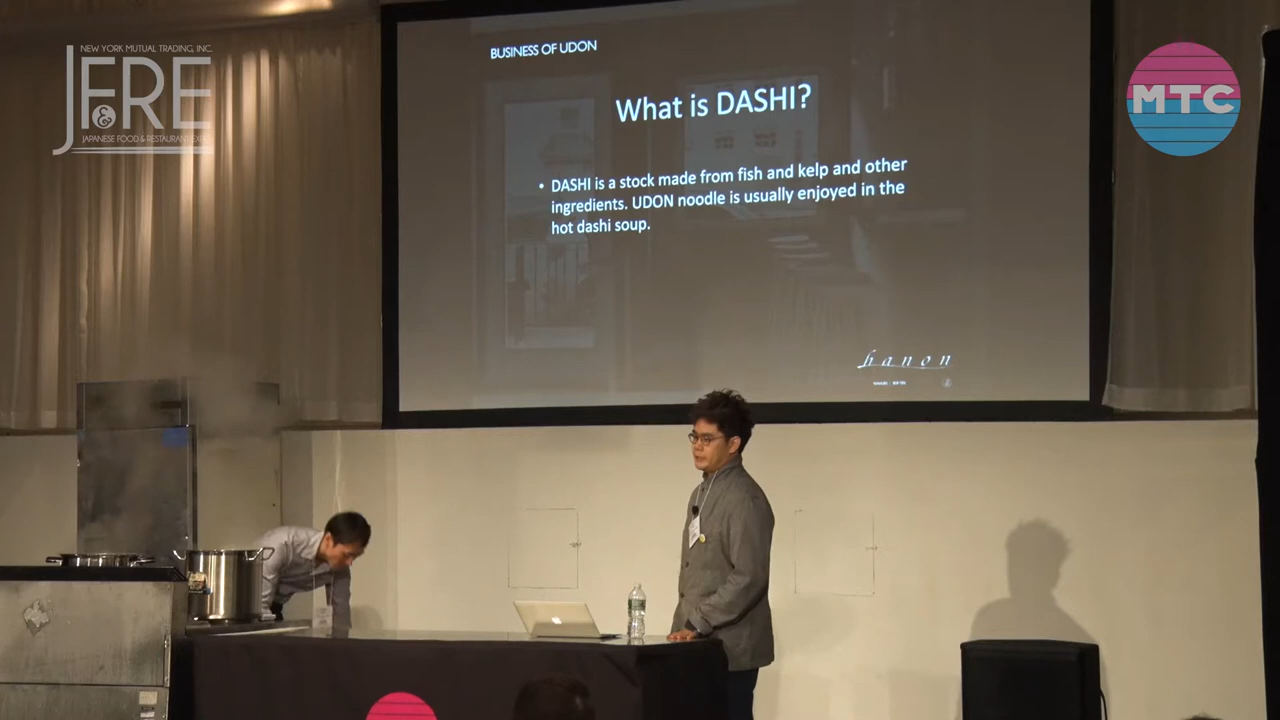 NEW YORK MUTUAL TRADING, INC.
JFRE
&
JAPANESE FOOD & RESTAURANT EXPO
MTC
BUSINESS OF UDON
What is DASHI?
• DASHI is a stock made from fish and kelp and other
ingredients. UDON noodle is usually enjoyed in the
hot dashi soup.
hanon